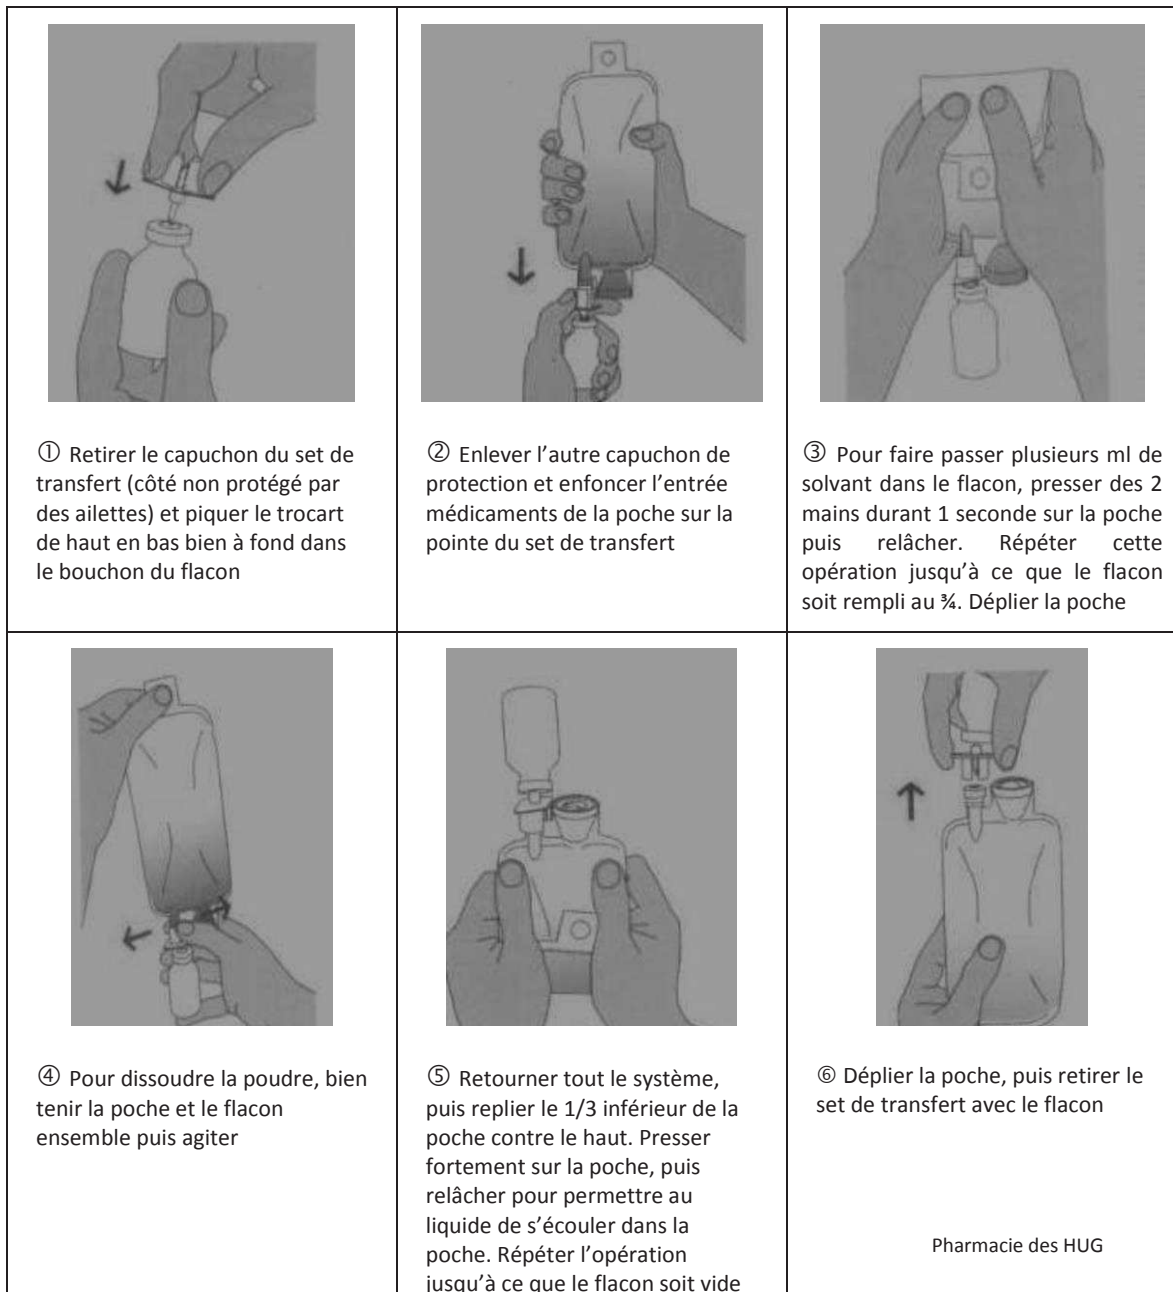 ① Retirer le capuchon du set de
transfert (côté non protégé par
des ailettes) et piquer le trocart
de haut en bas bien à fond dans
le bouchon du flacon
② Enlever l’autre capuchon de
protection et enfoncer l’entrée
médicaments de la poche sur la
pointe du set de transfert
③ Pour faire passer plusieurs ml de
solvant dans le flacon, presser des 2
mains durant 1 seconde sur la poche
puis relâcher. Répéter cette
opération jusqu’à ce que le flacon
soit rempli au ¾. Déplier la poche
④ Pour dissoudre la poudre, bien
tenir la poche et le flacon
ensemble puis agiter
⑤ Retourner tout le système,
puis replier le 1/3 inférieur de la
poche contre le haut. Presser
fortement sur la poche, puis
relâcher pour permettre au
liquide de s’écouler dans la
poche. Répéter l’opération
jusqu’à ce que le flacon soit vide
⑥ Déplier la poche, puis retirer le
set de transfert avec le flacon
Pharmacie des HUG